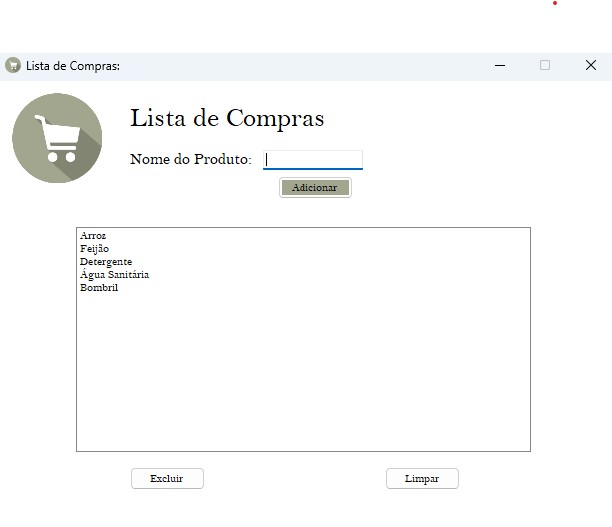 Lista de Compras:
Lista de Compras
Nome do Produto:
Adicionar
Arroz
Feijão
Detergente
Água Sanitária
Bombril
Excluir
Limpar